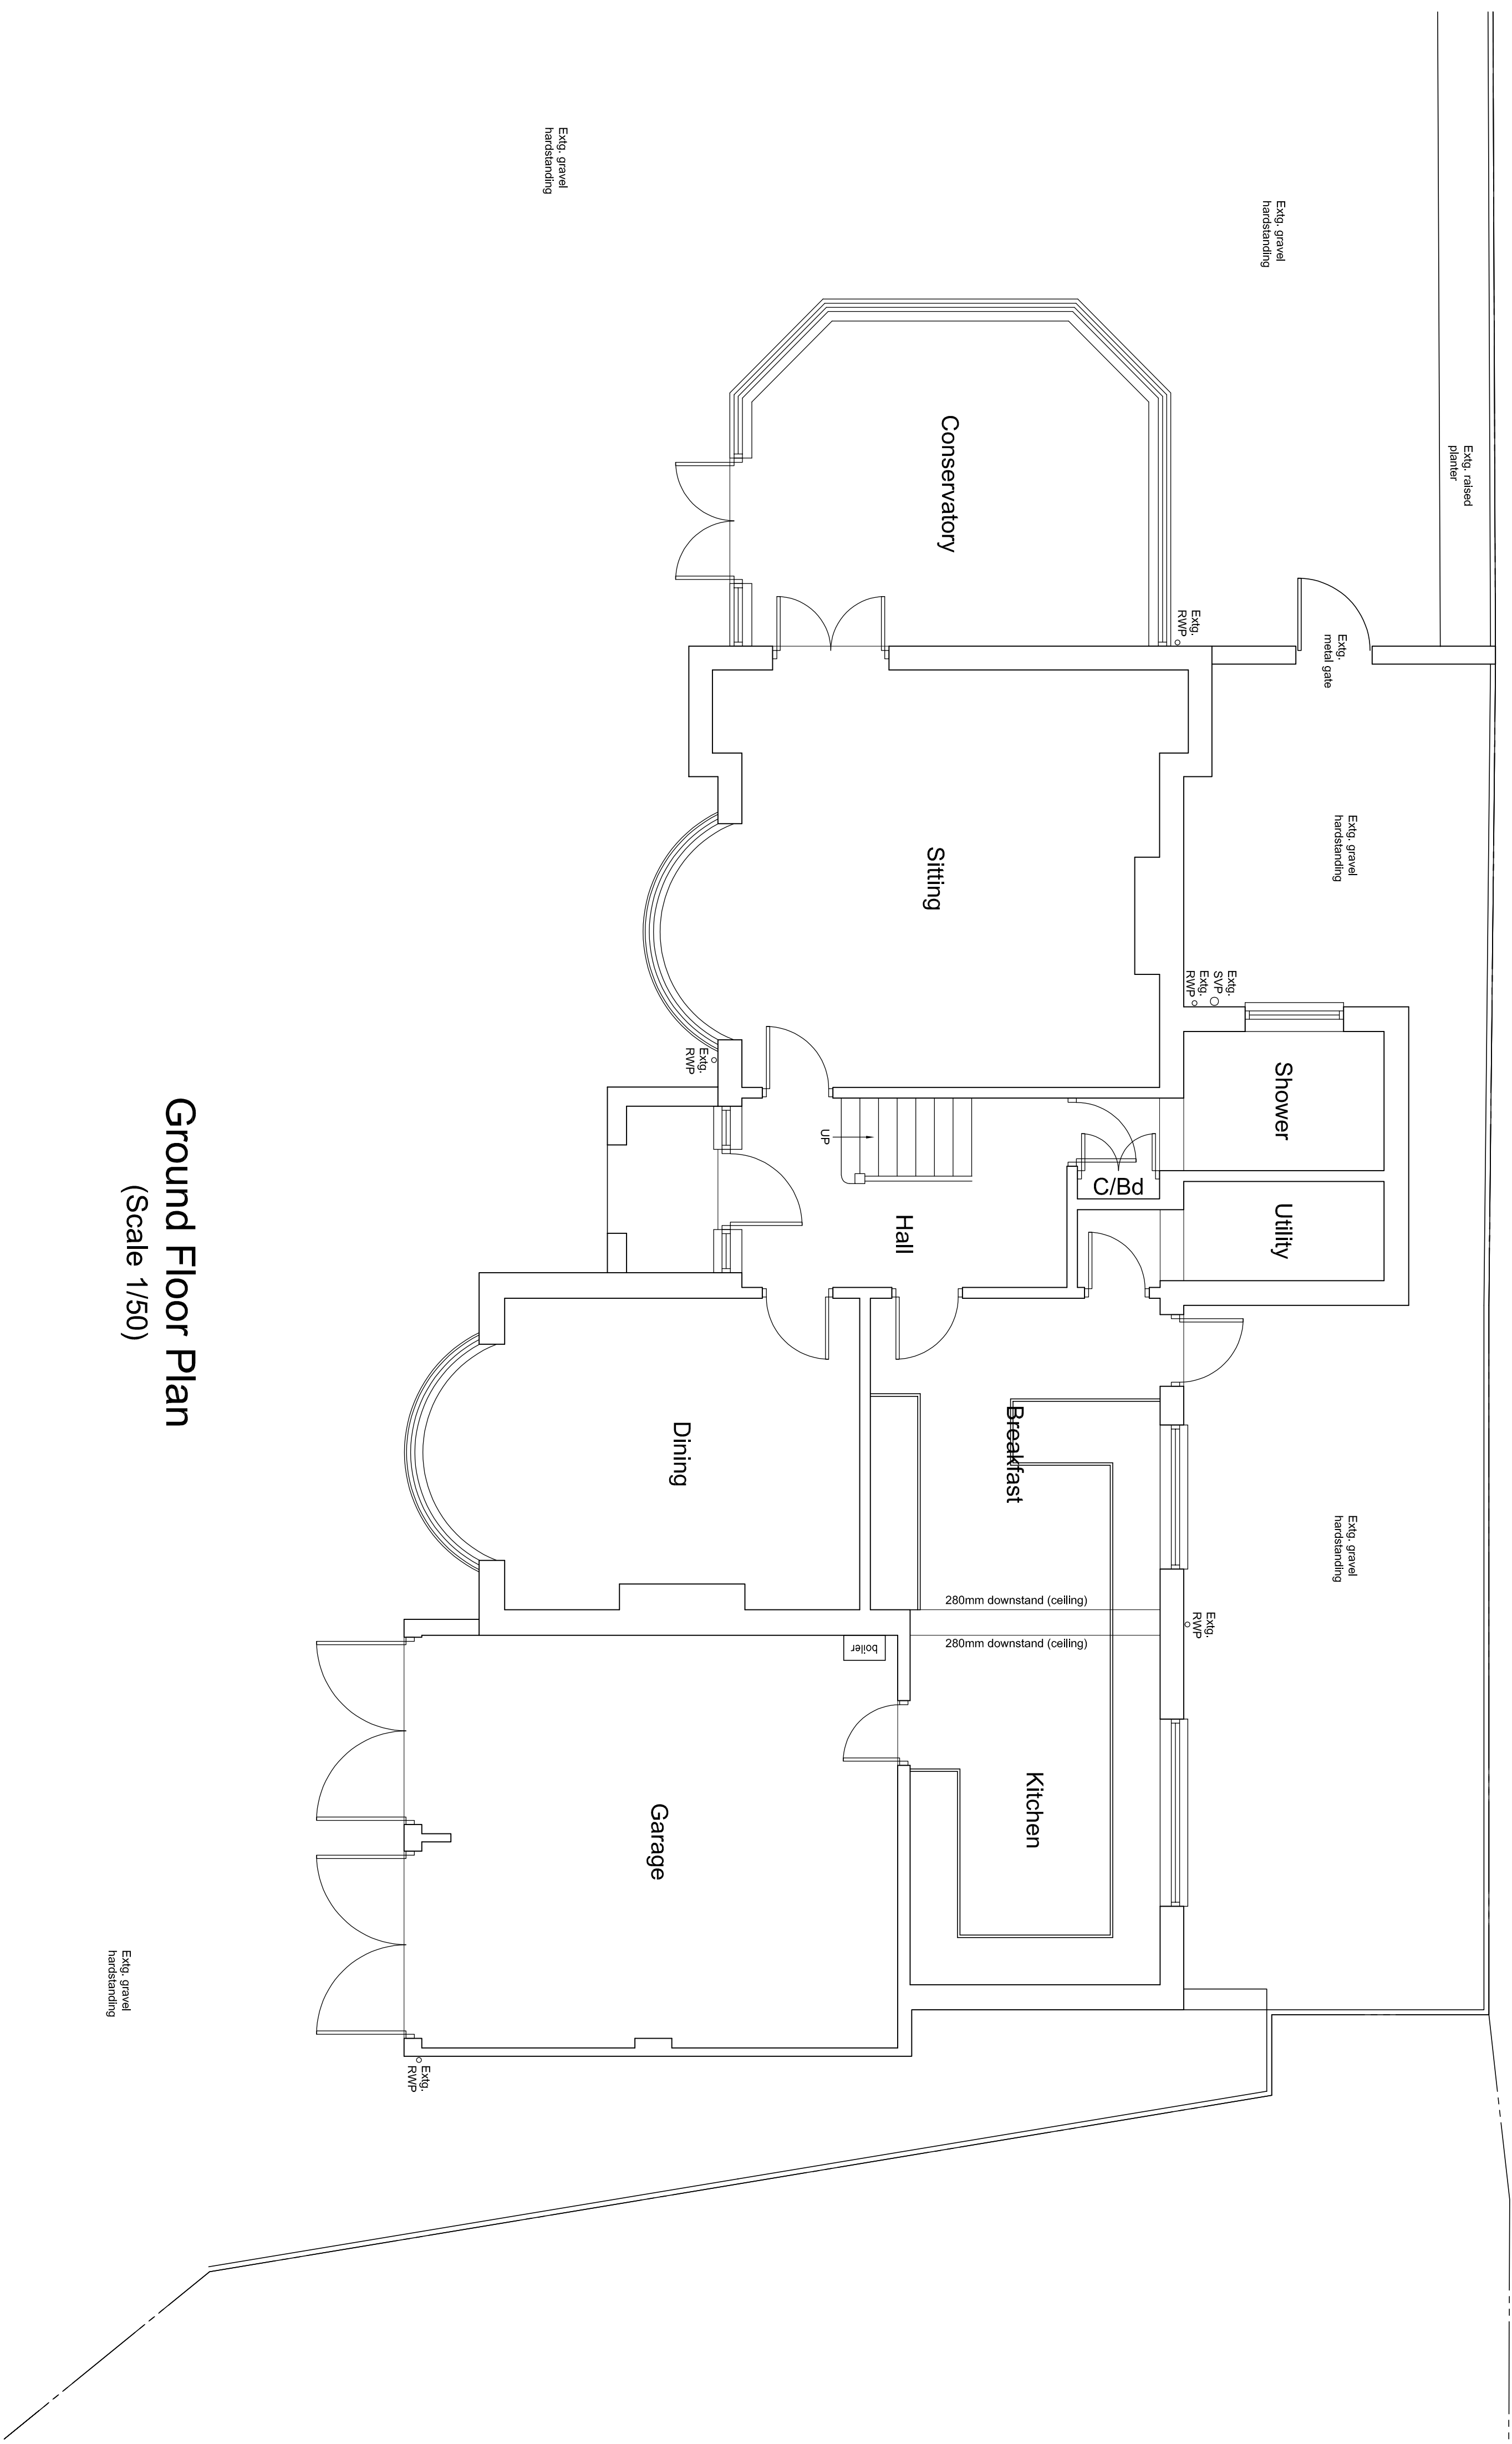 Extg. raised
planter
Extg. gravel
hardstanding
Extg. gravel
hardstanding
Extg.
RWP
Extg.
metal gate
Extg. gravel
hardstanding
Extg. gravel
hardstanding
Conservatory
Sitting
Extg.
SVP
Extg.
RWP
Shower
Utility
C/Bd
UP
Hall
Extg.
RWP
Breakfast
280mm downstand (ceiling)
280mm downstand (ceiling)
Extg.
RWP
Kitchen
Dining
boiler
Garage
Extg.
RWP
Extg. gravel
hardstanding
Ground Floor Plan
(Scale 1/50)